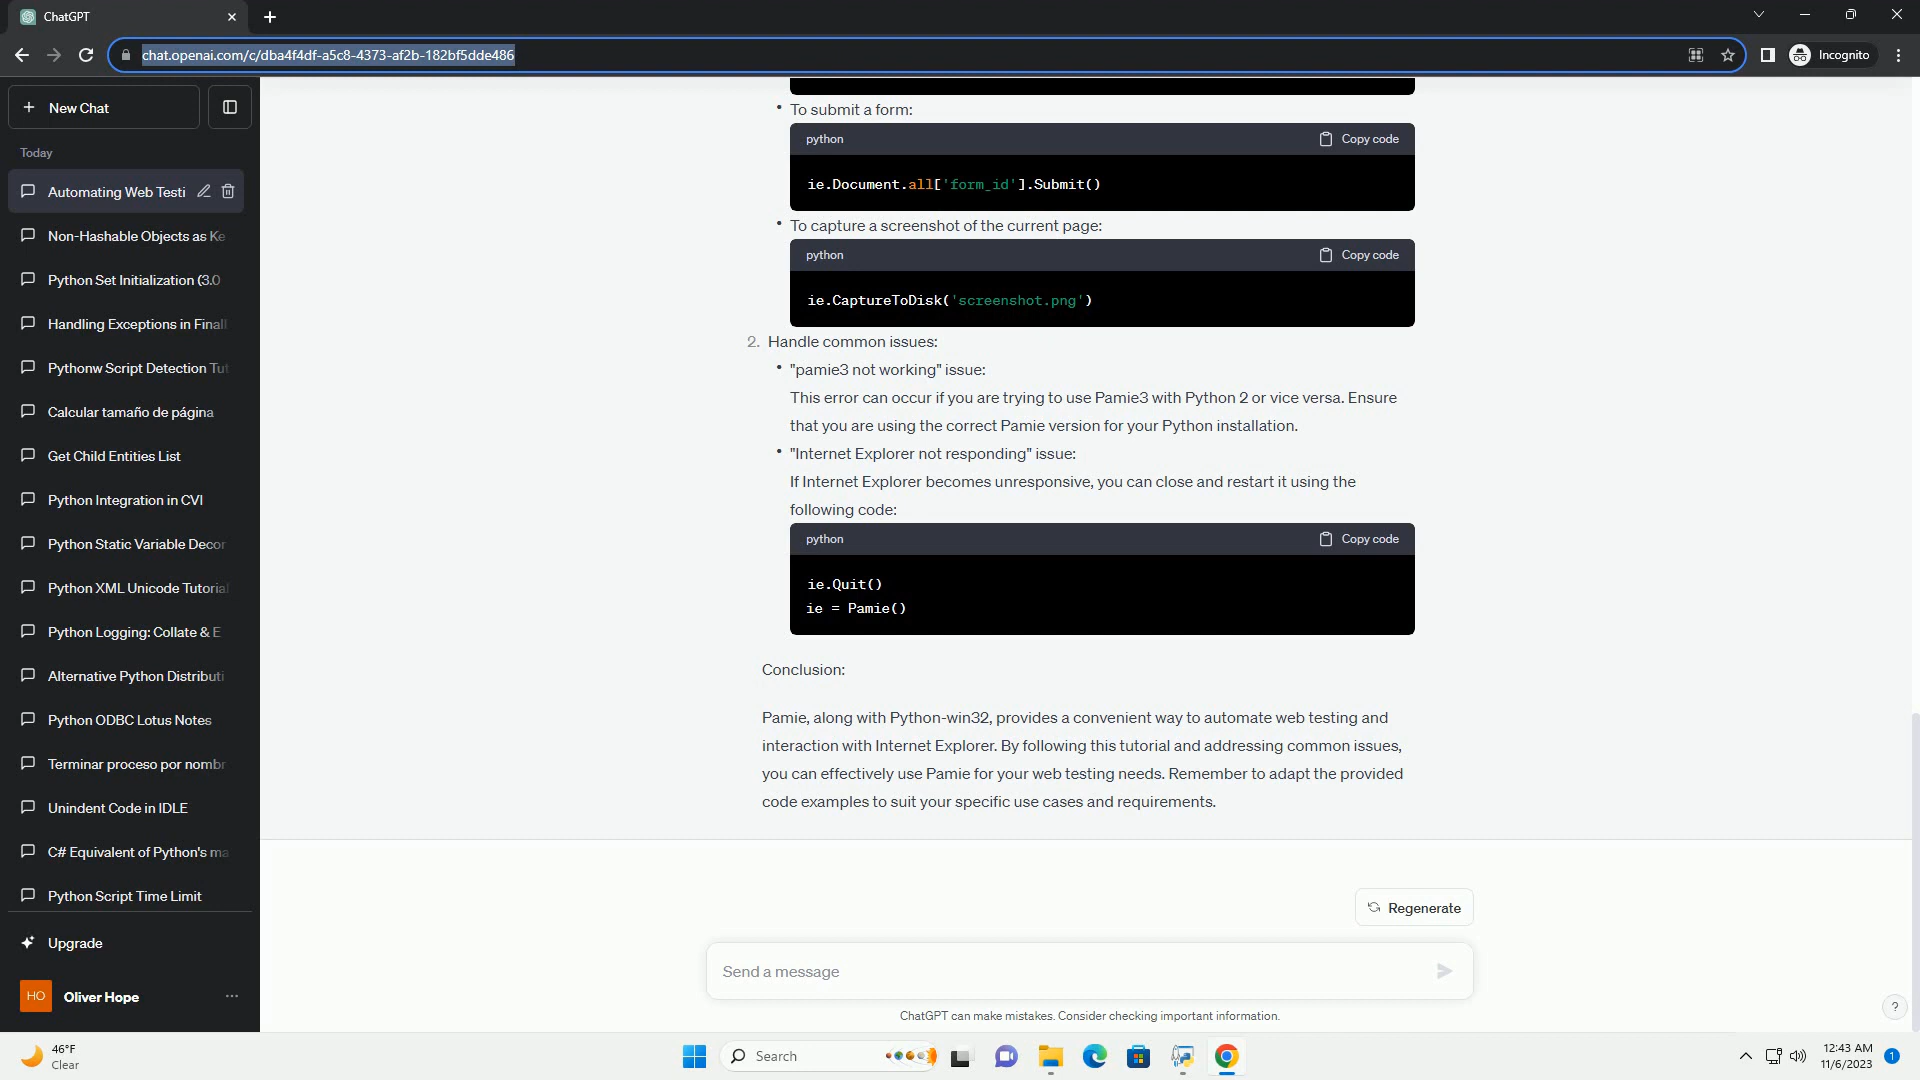 ChatGPT
chat.openai.com/c/dba4f4df-a5c8-4373-af2b-182bf5dde486
Incognito
New Chat
Today
Automating Web Testi
Non-Hashable Objects as Ke
Python Set Initialization (3.0
Handling Exceptions in Finall
Pythonw Script Detection Tut
Calcular tamaño de página
Get Child Entities List
Python Integration in CVI
Python Static Variable Decor
Python XML Unicode Tutorial
Python Logging: Collate & E
Alternative Python Distributi
Python ODBC Lotus Notes
Terminar proceso por nombr
Unindent Code in IDLE
C# Equivalent of Python's ma
Python Script Time Limit
Upgrade
HO
Oliver Hope
• To submit a form:
python
Copy code
ie.Document.all['form_id'].Submit()
• To capture a screenshot of the current page:
python
Copy code
ie.CaptureToDisk('screenshot.png')
2. Handle common issues:
• "pamie3 not working" issue:
This error can occur if you are trying to use Pamie3 with Python 2 or vice versa. Ensure
that you are using the correct Pamie version for your Python installation.
• "Internet Explorer not responding" issue:
If Internet Explorer becomes unresponsive, you can close and restart it using the
following code:
python
Copy code
ie.Quit()
ie = Pamie()
Conclusion:
Pamie, along with Python-win32, provides a convenient way to automate web testing and
interaction with Internet Explorer. By following this tutorial and addressing common issues,
you can effectively use Pamie for your web testing needs. Remember to adapt the provided
code examples to suit your specific use cases and requirements.
Regenerate
Send a message
ChatGPT can make mistakes. Consider checking important information.
?
46°F
Clear
Search
12:43 AM
11/6/2023
1